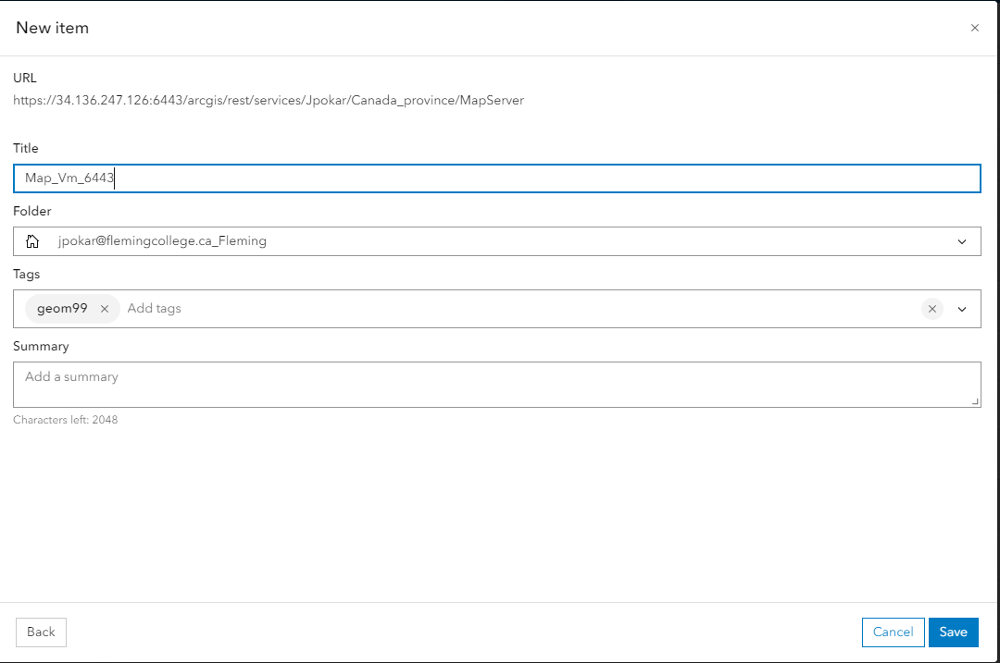 New item
URL
https://34.136.247.126:6443/arcgis/rest/services/Jpokar/Canada_province/MapServer
Title
Map_Vm_6443
Folder
jpokar@flemingcollege.ca_Fleming
Tags
geom99 Add tags
Summary
Add a summary
Characters left: 2048
Back Cancel Save